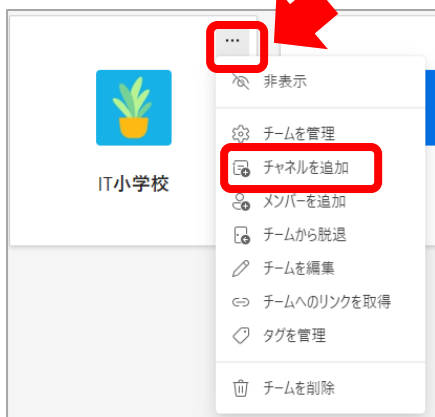 …
非表示
チームを管理
チャネルを追加
IT小学校
メンバーを追加
チームから脱退
チームを編集
チームへのリンクを取得
タグを管理
チームを削除